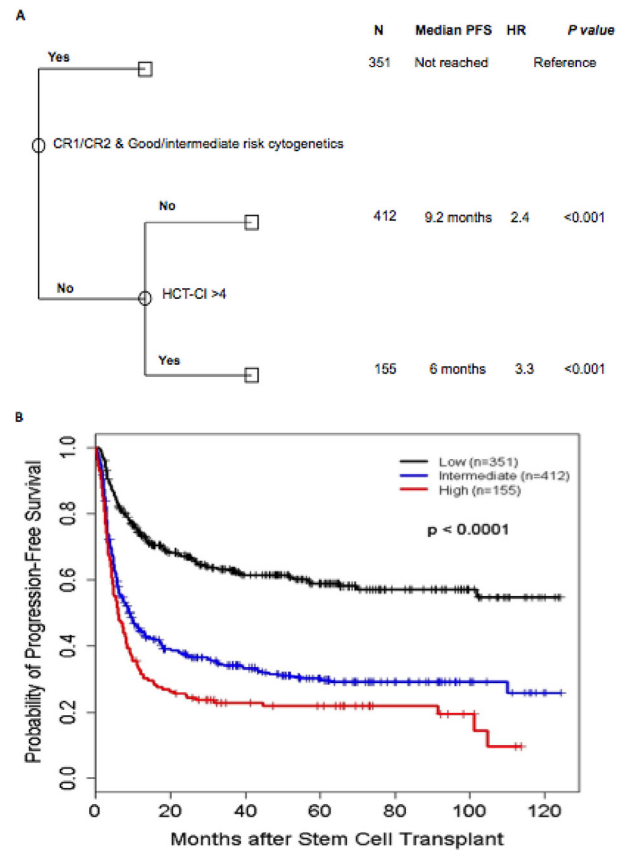 A
N Median PFS HR P value
Yes
351 Not reached Reference
CR1/CR2 & Good/intermediate risk cytogenetics
No
412 9.2 months 2.4 <0.001
No
HCT-CI >4
Yes
155 6 months 3.3 <0.001
B
Probability of Progression-Free Survival
1.0
0.8
0.6
0.4
0.2
0.0
Low (n=351)
Intermediate (n=412)
High (n=155)
p < 0.0001
0 20 40 60 80 100 120
Months after Stem Cell Transplant